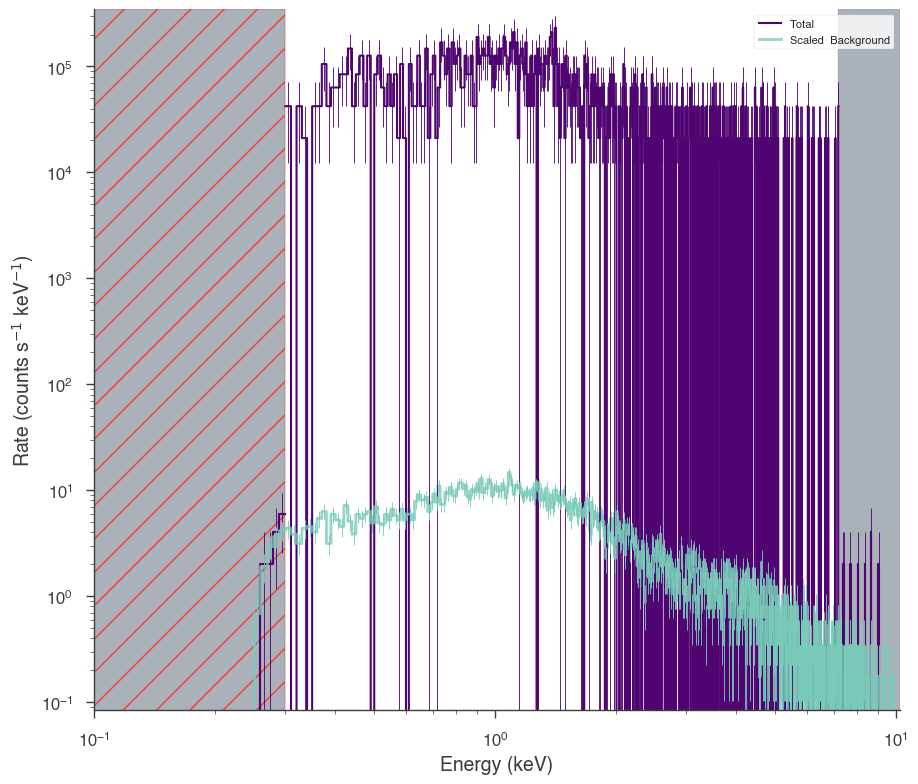 Total
Scaled Background
10⁵
10⁴
10³
10²
10¹
10⁰
10⁻¹
Rate (counts s⁻¹ keV⁻¹)
10⁻¹ 10⁰ 10¹
Energy (keV)